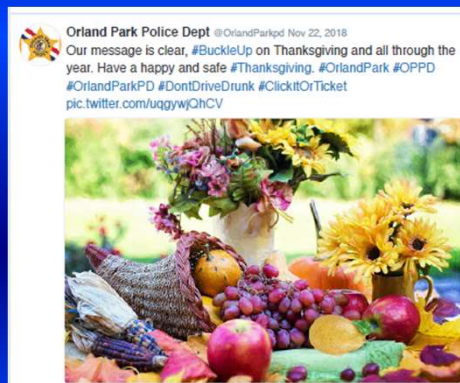 Orland Park Police Dept @OrlandParkpd Nov 22, 2018
Our message is clear, #BuckleUp on Thanksgiving and all through the
year. Have a happy and safe #Thanksgiving. #OrlandPark #OPPD
#OrlandParkPD #DontDriveDrunk #ClickItOrTicket
pic.twitter.com/uqgywjQhCV